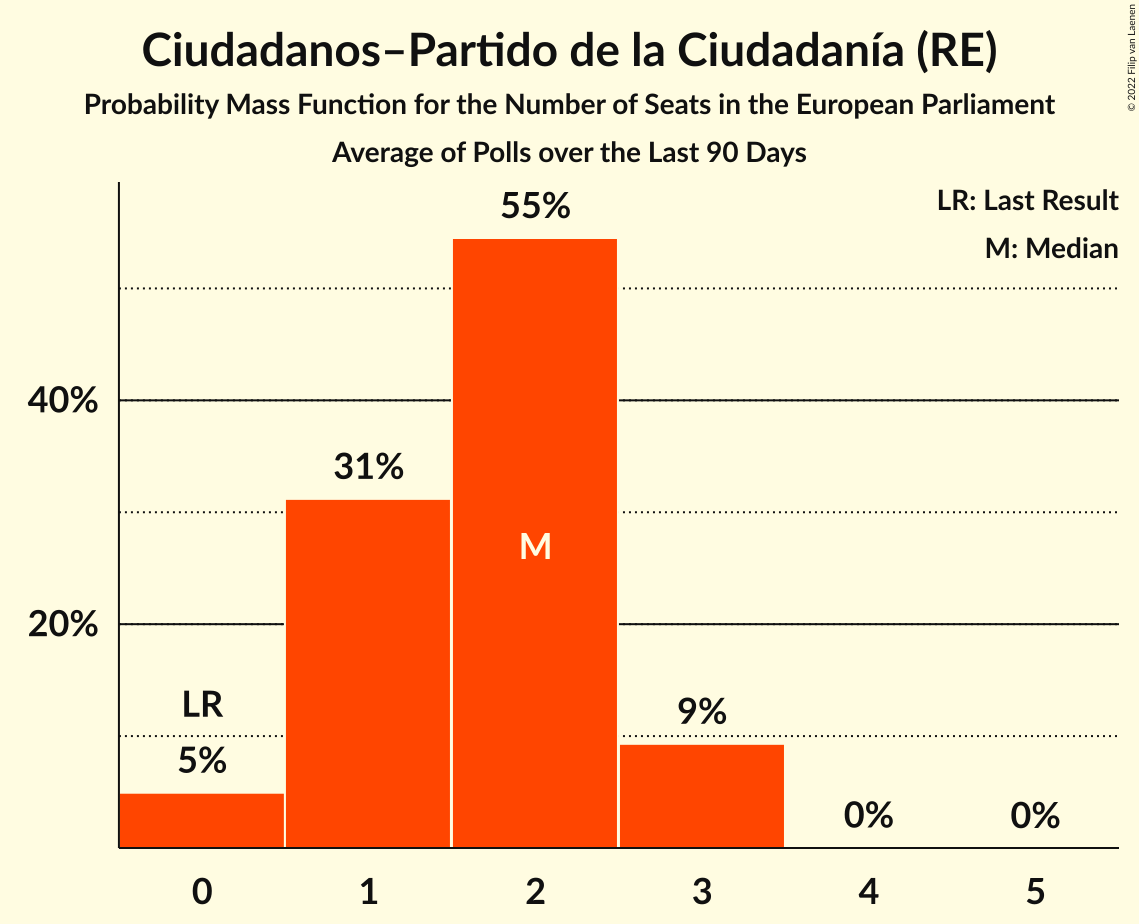 Ciudadanos–Partido de la Ciudadanía (RE)
Probability Mass Function for the Number of Seats in the European Parliament
Average of Polls over the Last 90 Days
© 2022 Filip van Laenen
LR: Last Result
M: Median
55%
40%
31%
M
20%
LR
5%
9%
0%
0%
0 1 2 3 4 5